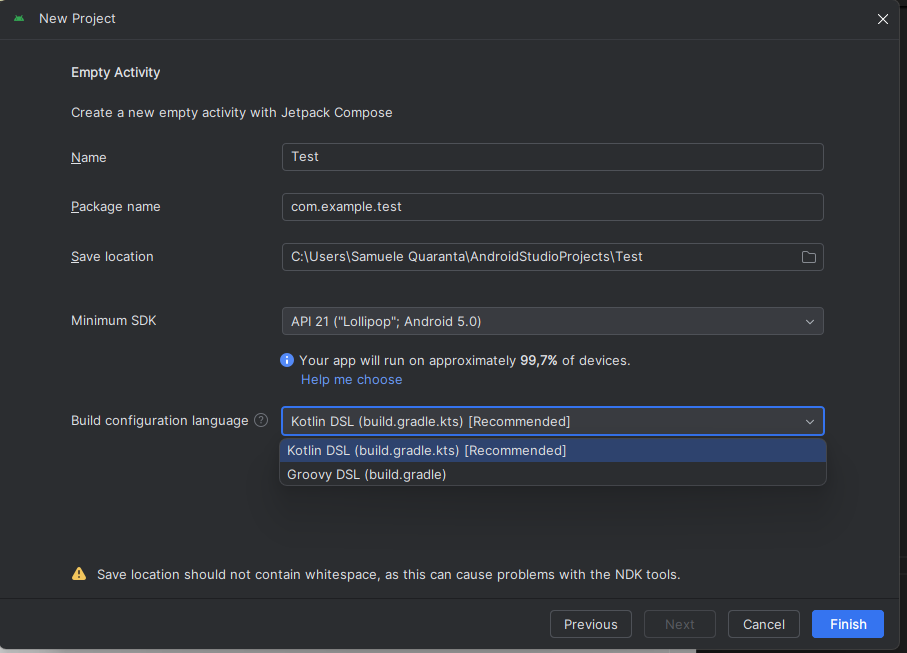 New Project
Empty Activity
Create a new empty activity with Jetpack Compose
Name
Test
Package name
com.example.test
Save location
C:\Users\Samuele Quaranta\AndroidStudioProjects\Test
Minimum SDK
API 21 ("Lollipop"; Android 5.0)
Your app will run on approximately 99,7% of devices.
Help me choose
Build configuration language ?
Kotlin DSL (build.gradle.kts) [Recommended]
Kotlin DSL (build.gradle.kts) [Recommended]
Groovy DSL (build.gradle)
Save location should not contain whitespace, as this can cause problems with the NDK tools.
Previous
Next
Cancel
Finish